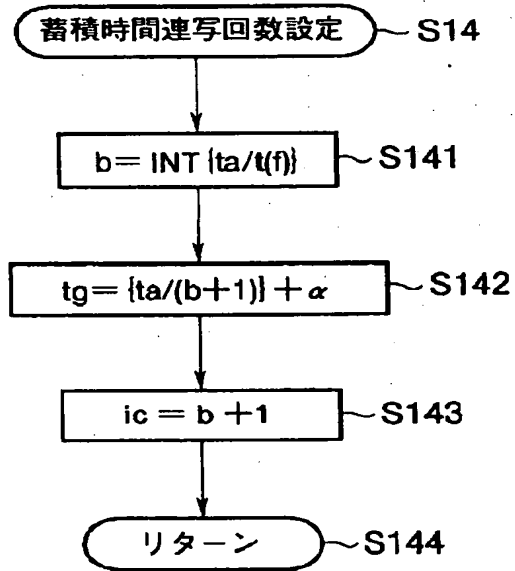 蓄積時間連写回数設定 S14
b= INT {ta/t(f)} S141
tg= {ta/(b+1)} + α S142
ic = b +1 S143
リターン S144